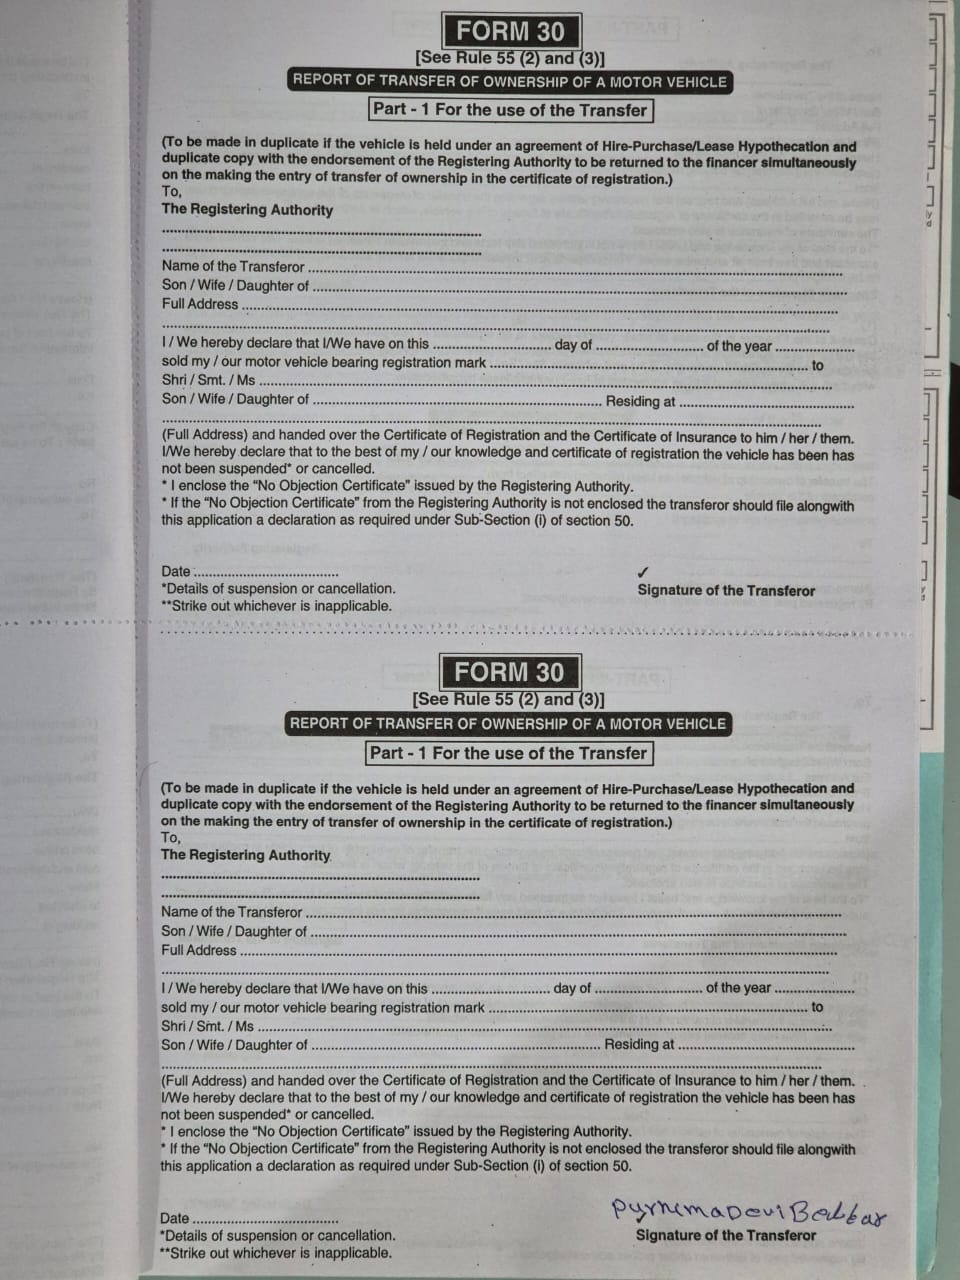 FORM 30
[See Rule 55 (2) and (3)]
REPORT OF TRANSFER OF OWNERSHIP OF A MOTOR VEHICLE
Part - 1 For the use of the Transfer
(To be made in duplicate if the vehicle is held under an agreement of Hire-Purchase/Lease Hypothecation and
duplicate copy with the endorsement of the Registering Authority to be returned to the financer simultaneously
on the making the entry of transfer of ownership in the certificate of registration.)
To,
The Registering Authority
Name of the Transferor
Son / Wife / Daughter of
Full Address
I / We hereby declare that I/We have on this ........ day of ........ of the year ........
sold my / our motor vehicle bearing registration mark ........ to
Shri / Smt. / Ms
Son / Wife / Daughter of ........ Residing at ........
(Full Address) and handed over the Certificate of Registration and the Certificate of Insurance to him / her / them.
I/We hereby declare that to the best of my / our knowledge and certificate of registration the vehicle has been has
not been suspended* or cancelled.
* I enclose the “No Objection Certificate” issued by the Registering Authority.
* If the “No Objection Certificate” from the Registering Authority is not enclosed the transferor should file alongwith
this application a declaration as required under Sub-Section (i) of section 50.
Date ........ ✓
*Details of suspension or cancellation. Signature of the Transferor
**Strike out whichever is inapplicable.
FORM 30
[See Rule 55 (2) and (3)]
REPORT OF TRANSFER OF OWNERSHIP OF A MOTOR VEHICLE
Part - 1 For the use of the Transfer
(To be made in duplicate if the vehicle is held under an agreement of Hire-Purchase/Lease Hypothecation and
duplicate copy with the endorsement of the Registering Authority to be returned to the financer simultaneously
on the making the entry of transfer of ownership in the certificate of registration.)
To,
The Registering Authority
Name of the Transferor
Son / Wife / Daughter of
Full Address
I / We hereby declare that I/We have on this ........ day of ........ of the year ........
sold my / our motor vehicle bearing registration mark ........ to
Shri / Smt. / Ms
Son / Wife / Daughter of ........ Residing at ........
(Full Address) and handed over the Certificate of Registration and the Certificate of Insurance to him / her / them.
I/We hereby declare that to the best of my / our knowledge and certificate of registration the vehicle has been has
not been suspended* or cancelled.
* I enclose the “No Objection Certificate” issued by the Registering Authority.
* If the “No Objection Certificate” from the Registering Authority is not enclosed the transferor should file alongwith
this application a declaration as required under Sub-Section (i) of section 50.
Date ........
*Details of suspension or cancellation. Signature of the Transferor
**Strike out whichever is inapplicable.